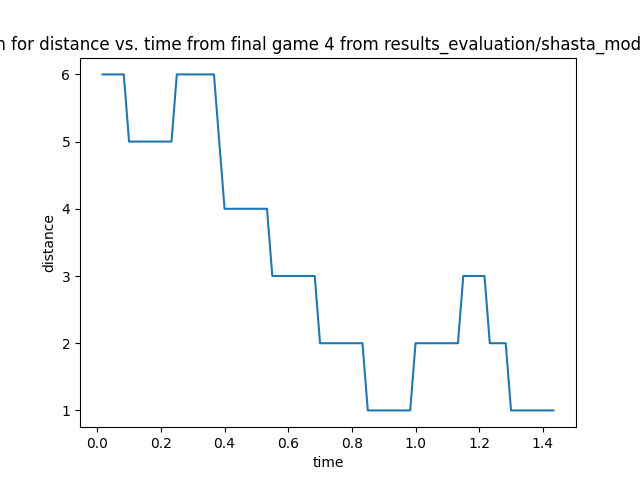 for distance vs. time from final game 4 from results_evaluation/shasta_mod
distance
6
5
4
3
2
1
0.0 0.2 0.4 0.6 0.8 1.0 1.2 1.4
time